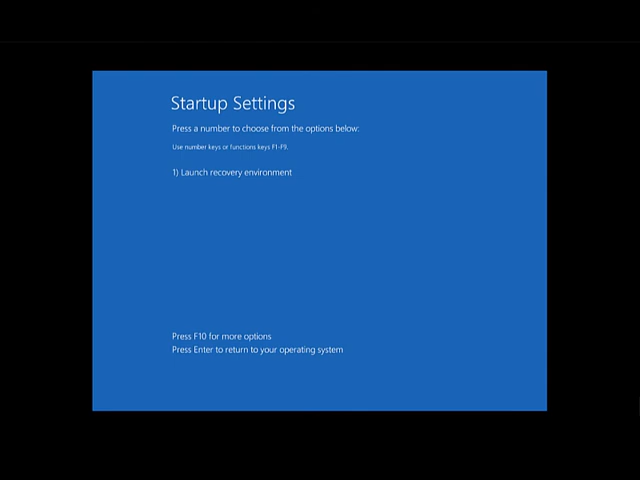 Startup Settings
Press a number to choose from the options below:
Use number keys or functions keys F1-F9.
1) Launch recovery environment
Press F10 for more options
Press Enter to return to your operating system